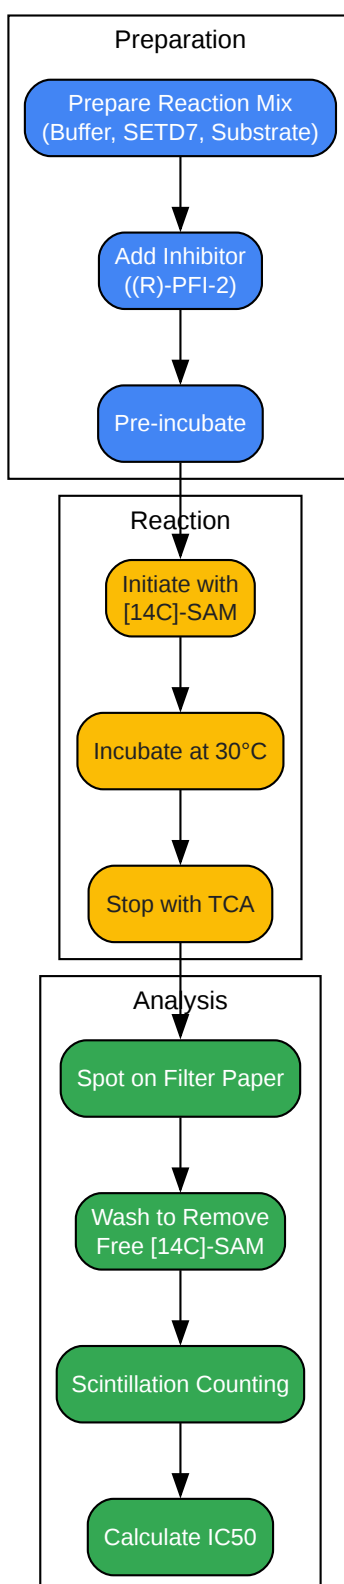 Preparation
Prepare Reaction Mix
(Buffer, SETD7, Substrate)
Add Inhibitor
((R)-PFI-2)
Pre-incubate
Reaction
Initiate with
[14C]-SAM
Incubate at 30°C
Stop with TCA
Analysis
Spot on Filter Paper
Wash to Remove
Free [14C]-SAM
Scintillation Counting
Calculate IC50